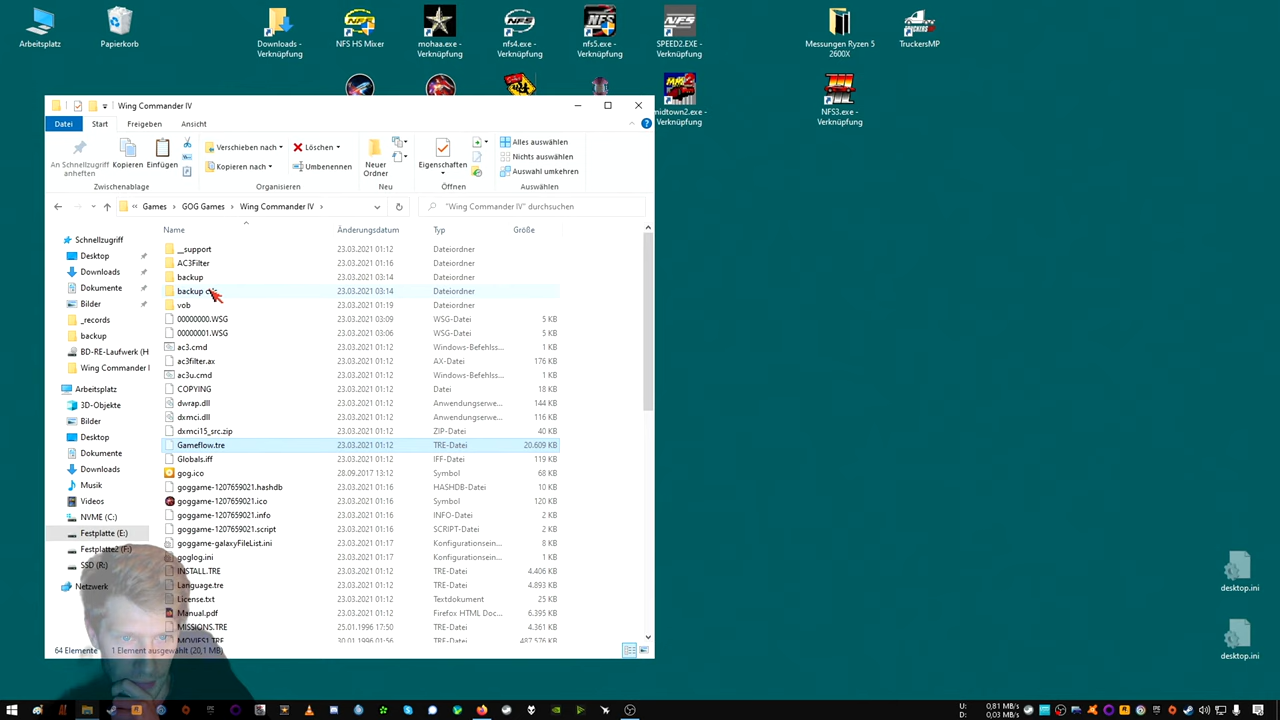 Arbeitsplatz
Papierkorb
Downloads -
Verknüpfung
NFS HS Mixer
mohaa.exe -
Verknüpfung
nfs4.exe -
Verknüpfung
nfs5.exe -
Verknüpfung
SPEED2.EXE -
Verknüpfung
Messungen Ryzen 5
2600X
TruckersMP
midtown2.exe -
Verknüpfung
NFS3.exe -
Verknüpfung
Wing Commander IV
Datei Start Freigeben Ansicht
An Schnellzugriff
anheften
Kopieren
Einfügen
Verschieben nach
Kopieren nach
Löschen
Umbenennen
Neuer
Ordner
Eigenschaften
Alles auswählen
Nichts auswählen
Auswahl umkehren
Zwischenablage Organisieren Neu Öffnen Auswählen
Games > GOG Games > Wing Commander IV >
"Wing Commander IV" durchsuchen
Name Änderungsdatum Typ Größe
Schnellzugriff
Desktop
Downloads
Dokumente
Bilder
_records
backup
BD-RE-Laufwerk (H
Wing Commander I
Arbeitsplatz
3D-Objekte
Bilder
Desktop
Dokumente
Downloads
Musik
Videos
NVME (C:)
Festplatte (E:)
Festplatte2 (F:)
SSD (R:)
Netzwerk
__support 23.03.2021 01:12 Dateiordner
AC3Filter 23.03.2021 01:16 Dateiordner
backup 23.03.2021 03:14 Dateiordner
backup 23.03.2021 03:14 Dateiordner
vob 23.03.2021 01:19 Dateiordner
00000000.WSG 23.03.2021 03:09 WSG-Datei 5 KB
00000001.WSG 23.03.2021 03:06 WSG-Datei 5 KB
ac3.cmd 23.03.2021 01:12 Windows-Befehlss... 1 KB
ac3filter.ax 23.03.2021 01:12 AX-Datei 176 KB
ac3u.cmd 23.03.2021 01:12 Windows-Befehlss... 1 KB
COPYING 23.03.2021 01:12 Datei 18 KB
dwrap.dll 23.03.2021 01:12 Anwendungserwe... 144 KB
dxmci.dll 23.03.2021 01:12 Anwendungserwe... 116 KB
dxmci15_src.zip 23.03.2021 01:12 ZIP-Datei 40 KB
Gameflow.tre 23.03.2021 01:12 TRE-Datei 20.609 KB
Globals.iff 23.03.2021 01:12 IFF-Datei 119 KB
gog.ico 28.09.2017 13:12 Symbol 68 KB
goggame-1207659021.hashdb 23.03.2021 01:16 HASHDB-Datei 2 KB
goggame-1207659021.ico 23.03.2021 01:16 Symbol 120 KB
goggame-1207659021.info 23.03.2021 01:16 INFO-Datei 2 KB
goggame-1207659021.script 23.03.2021 01:16 SCRIPT-Datei 2 KB
goggame-galaxyFileList.ini 23.03.2021 01:17 Konfigurationsein... 1 KB
goglog.ini 23.03.2021 01:17 Konfigurationsein... 1 KB
INSTALL.TRE 23.03.2021 01:12 TRE-Datei 4.406 KB
Language.tre 23.03.2021 01:12 TRE-Datei 4.893 KB
License.txt 23.03.2021 01:12 Textdokument 25 KB
Manual.pdf 23.03.2021 01:12 Firefox HTML Doc... 6.395 KB
MISSIONS.TRE 25.01.1996 17:50 TRE-Datei 4.361 KB
MOVIES1.TRE 30.01.1996 01:56 TRE-Datei 487.576 KB
64 Elemente 1 Element ausgewählt (20,1 MB)
desktop.ini
desktop.ini
U: 0,81 MB/s
D: 0,03 MB/s